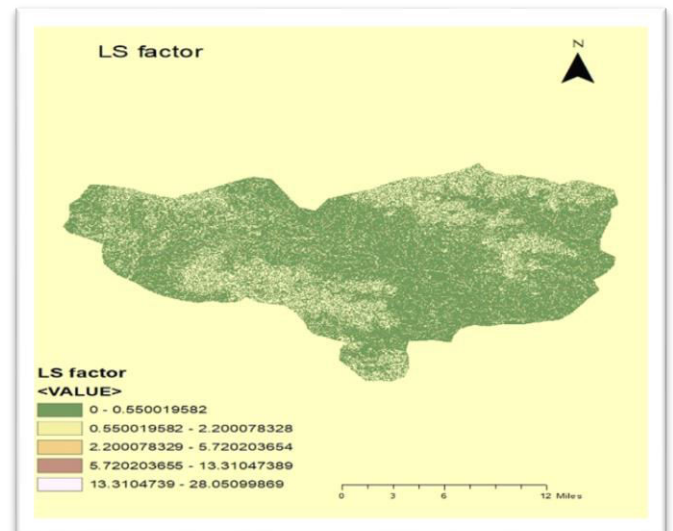 LS factor
N
LS factor
<VALUE>
0 - 0.550019582
0.550019582 - 2.200078328
2.200078329 - 5.720203654
5.720203655 - 13.31047389
13.3104739 - 28.05099869
0 3 6 12 Miles